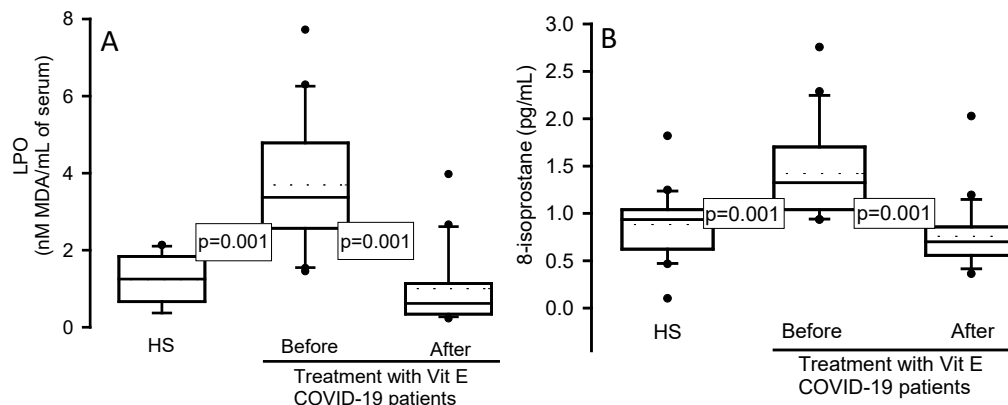 A
LPO
(nM MDA/mL of serum)
8
6
4
2
0
p=0.001
p=0.001
HS
Before
After
Treatment with Vit E
COVID-19 patients
B
8-isoprostane (pg/mL)
3.0
2.5
2.0
1.5
1.0
0.5
0.0
p=0.001
p=0.001
HS
Before
After
Treatment with Vit E
COVID-19 patients